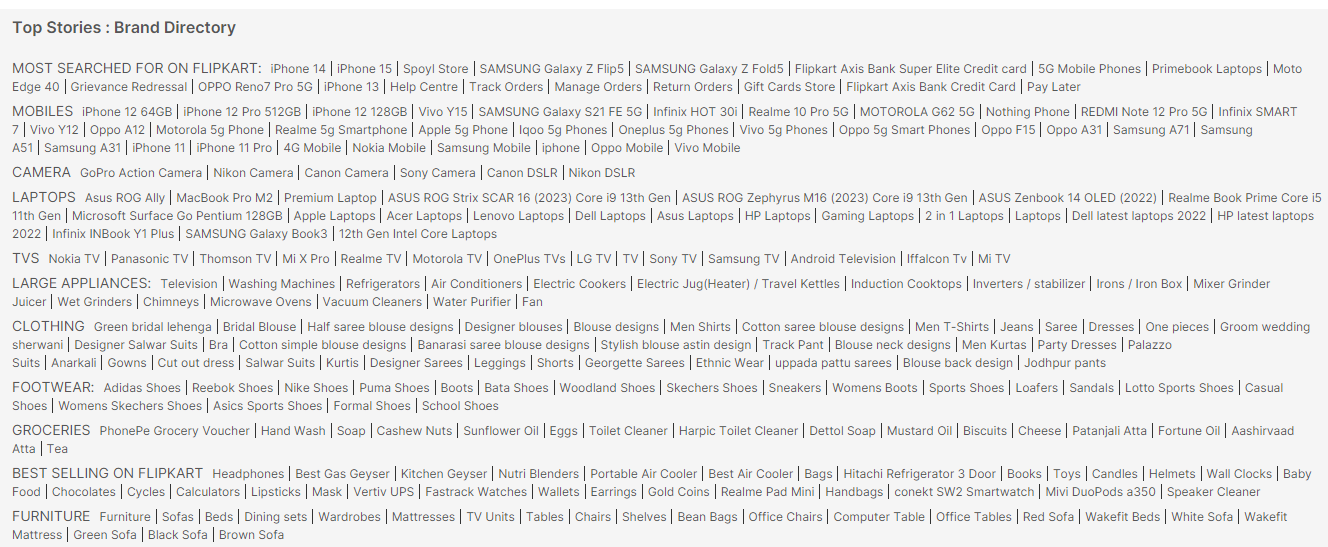 Top Stories : Brand Directory
MOST SEARCHED FOR ON FLIPKART: iPhone 14 | iPhone 15 | Spoyl Store | SAMSUNG Galaxy Z Flip5 | SAMSUNG Galaxy Z Fold5 | Flipkart Axis Bank Super Elite Credit card | 5G Mobile Phones | Primebook Laptops | Moto
Edge 40 | Grievance Redressal | OPPO Reno7 Pro 5G | iPhone 13 | Help Centre | Track Orders | Manage Orders | Return Orders | Gift Cards Store | Flipkart Axis Bank Credit Card | Pay Later
MOBILES iPhone 12 64GB | iPhone 12 Pro 512GB | iPhone 12 128GB | Vivo Y15 | SAMSUNG Galaxy S21 FE 5G | Infinix HOT 30i | Realme 10 Pro 5G | MOTOROLA G62 5G | Nothing Phone | REDMI Note 12 Pro 5G | Infinix SMART
7 | Vivo Y12 | Oppo A12 | Motorola 5g Phone | Realme 5g Smartphone | Apple 5g Phone | Iqoo 5g Phones | Oneplus 5g Phones | Vivo 5g Phones | Oppo 5g Smart Phones | Oppo F15 | Oppo A31 | Samsung A71 | Samsung
A51 | Samsung A31 | iPhone 11 | iPhone 11 Pro | 4G Mobile | Nokia Mobile | Samsung Mobile | iphone | Oppo Mobile | Vivo Mobile
CAMERA GoPro Action Camera | Nikon Camera | Canon Camera | Sony Camera | Canon DSLR | Nikon DSLR
LAPTOPS Asus ROG Ally | MacBook Pro M2 | Premium Laptop | ASUS ROG Strix SCAR 16 (2023) Core i9 13th Gen | ASUS ROG Zephyrus M16 (2023) Core i9 13th Gen | ASUS Zenbook 14 OLED (2022) | Realme Book Prime Core i5
11th Gen | Microsoft Surface Go Pentium 128GB | Apple Laptops | Acer Laptops | Lenovo Laptops | Dell Laptops | Asus Laptops | HP Laptops | Gaming Laptops | 2 in 1 Laptops | Laptops | Dell latest laptops 2022 | HP latest laptops
2022 | Infinix INBook Y1 Plus | SAMSUNG Galaxy Book3 | 12th Gen Intel Core Laptops
TVS Nokia TV | Panasonic TV | Thomson TV | Mi X Pro | Realme TV | Motorola TV | OnePlus TVs | LG TV | TV | Sony TV | Samsung TV | Android Television | Iffalcon Tv | Mi TV
LARGE APPLIANCES: Television | Washing Machines | Refrigerators | Air Conditioners | Electric Cookers | Electric Jug(Heater) / Travel Kettles | Induction Cooktops | Inverters / stabilizer | Irons / Iron Box | Mixer Grinder
Juicer | Wet Grinders | Chimneys | Microwave Ovens | Vacuum Cleaners | Water Purifier | Fan
CLOTHING Green bridal lehenga | Bridal Blouse | Half saree blouse designs | Designer blouses | Blouse designs | Men Shirts | Cotton saree blouse designs | Men T-Shirts | Jeans | Saree | Dresses | One pieces | Groom wedding
sherwani | Designer Salwar Suits | Bra | Cotton simple blouse designs | Banarasi saree blouse designs | Stylish blouse astin design | Track Pant | Blouse neck designs | Men Kurtas | Party Dresses | Palazzo
Suits | Anarkali | Gowns | Cut out dress | Salwar Suits | Kurtis | Designer Sarees | Leggings | Shorts | Georgette Sarees | Ethnic Wear | uppada pattu sarees | Blouse back design | Jodhpur pants
FOOTWEAR: Adidas Shoes | Reebok Shoes | Nike Shoes | Puma Shoes | Boots | Bata Shoes | Woodland Shoes | Skechers Shoes | Sneakers | Womens Boots | Sports Shoes | Loafers | Sandals | Lotto Sports Shoes | Casual
Shoes | Womens Skechers Shoes | Asics Sports Shoes | Formal Shoes | School Shoes
GROCERIES PhonePe Grocery Voucher | Hand Wash | Soap | Cashew Nuts | Sunflower Oil | Eggs | Toilet Cleaner | Harpic Toilet Cleaner | Dettol Soap | Mustard Oil | Biscuits | Cheese | Patanjali Atta | Fortune Oil | Aashirvaad
Atta | Tea
BEST SELLING ON FLIPKART Headphones | Best Gas Geyser | Kitchen Geyser | Nutri Blenders | Portable Air Cooler | Best Air Cooler | Bags | Hitachi Refrigerator 3 Door | Books | Toys | Candles | Helmets | Wall Clocks | Baby
Food | Chocolates | Cycles | Calculators | Lipsticks | Mask | Vertiv UPS | Fastrack Watches | Wallets | Earrings | Gold Coins | Realme Pad Mini | Handbags | conekt SW2 Smartwatch | Mivi DuoPods a350 | Speaker Cleaner
FURNITURE Furniture | Sofas | Beds | Dining sets | Wardrobes | Mattresses | TV Units | Tables | Chairs | Shelves | Bean Bags | Office Chairs | Computer Table | Office Tables | Red Sofa | Wakefit Beds | White Sofa | Wakefit
Mattress | Green Sofa | Black Sofa | Brown Sofa